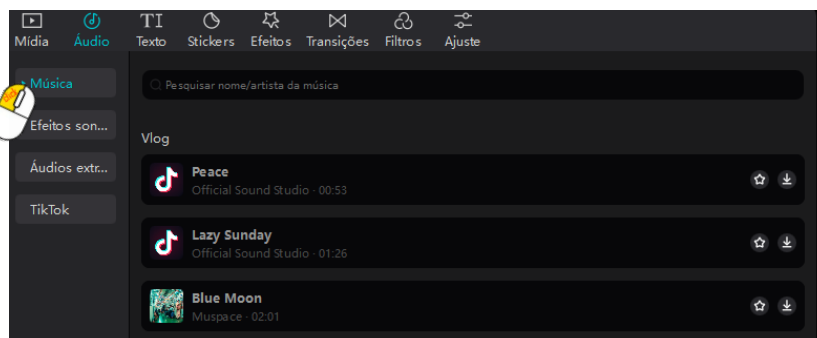 Mídia Áudio Texto Stickers Efeitos Transições Filtros Ajuste
Música
Efeitos son...
Áudios extr...
TikTok
Pesquisar nome/artista da música
Vlog
Peace
Official Sound Studio · 00:53
Lazy Sunday
Official Sound Studio · 01:26
Blue Moon
Muspace · 02:01